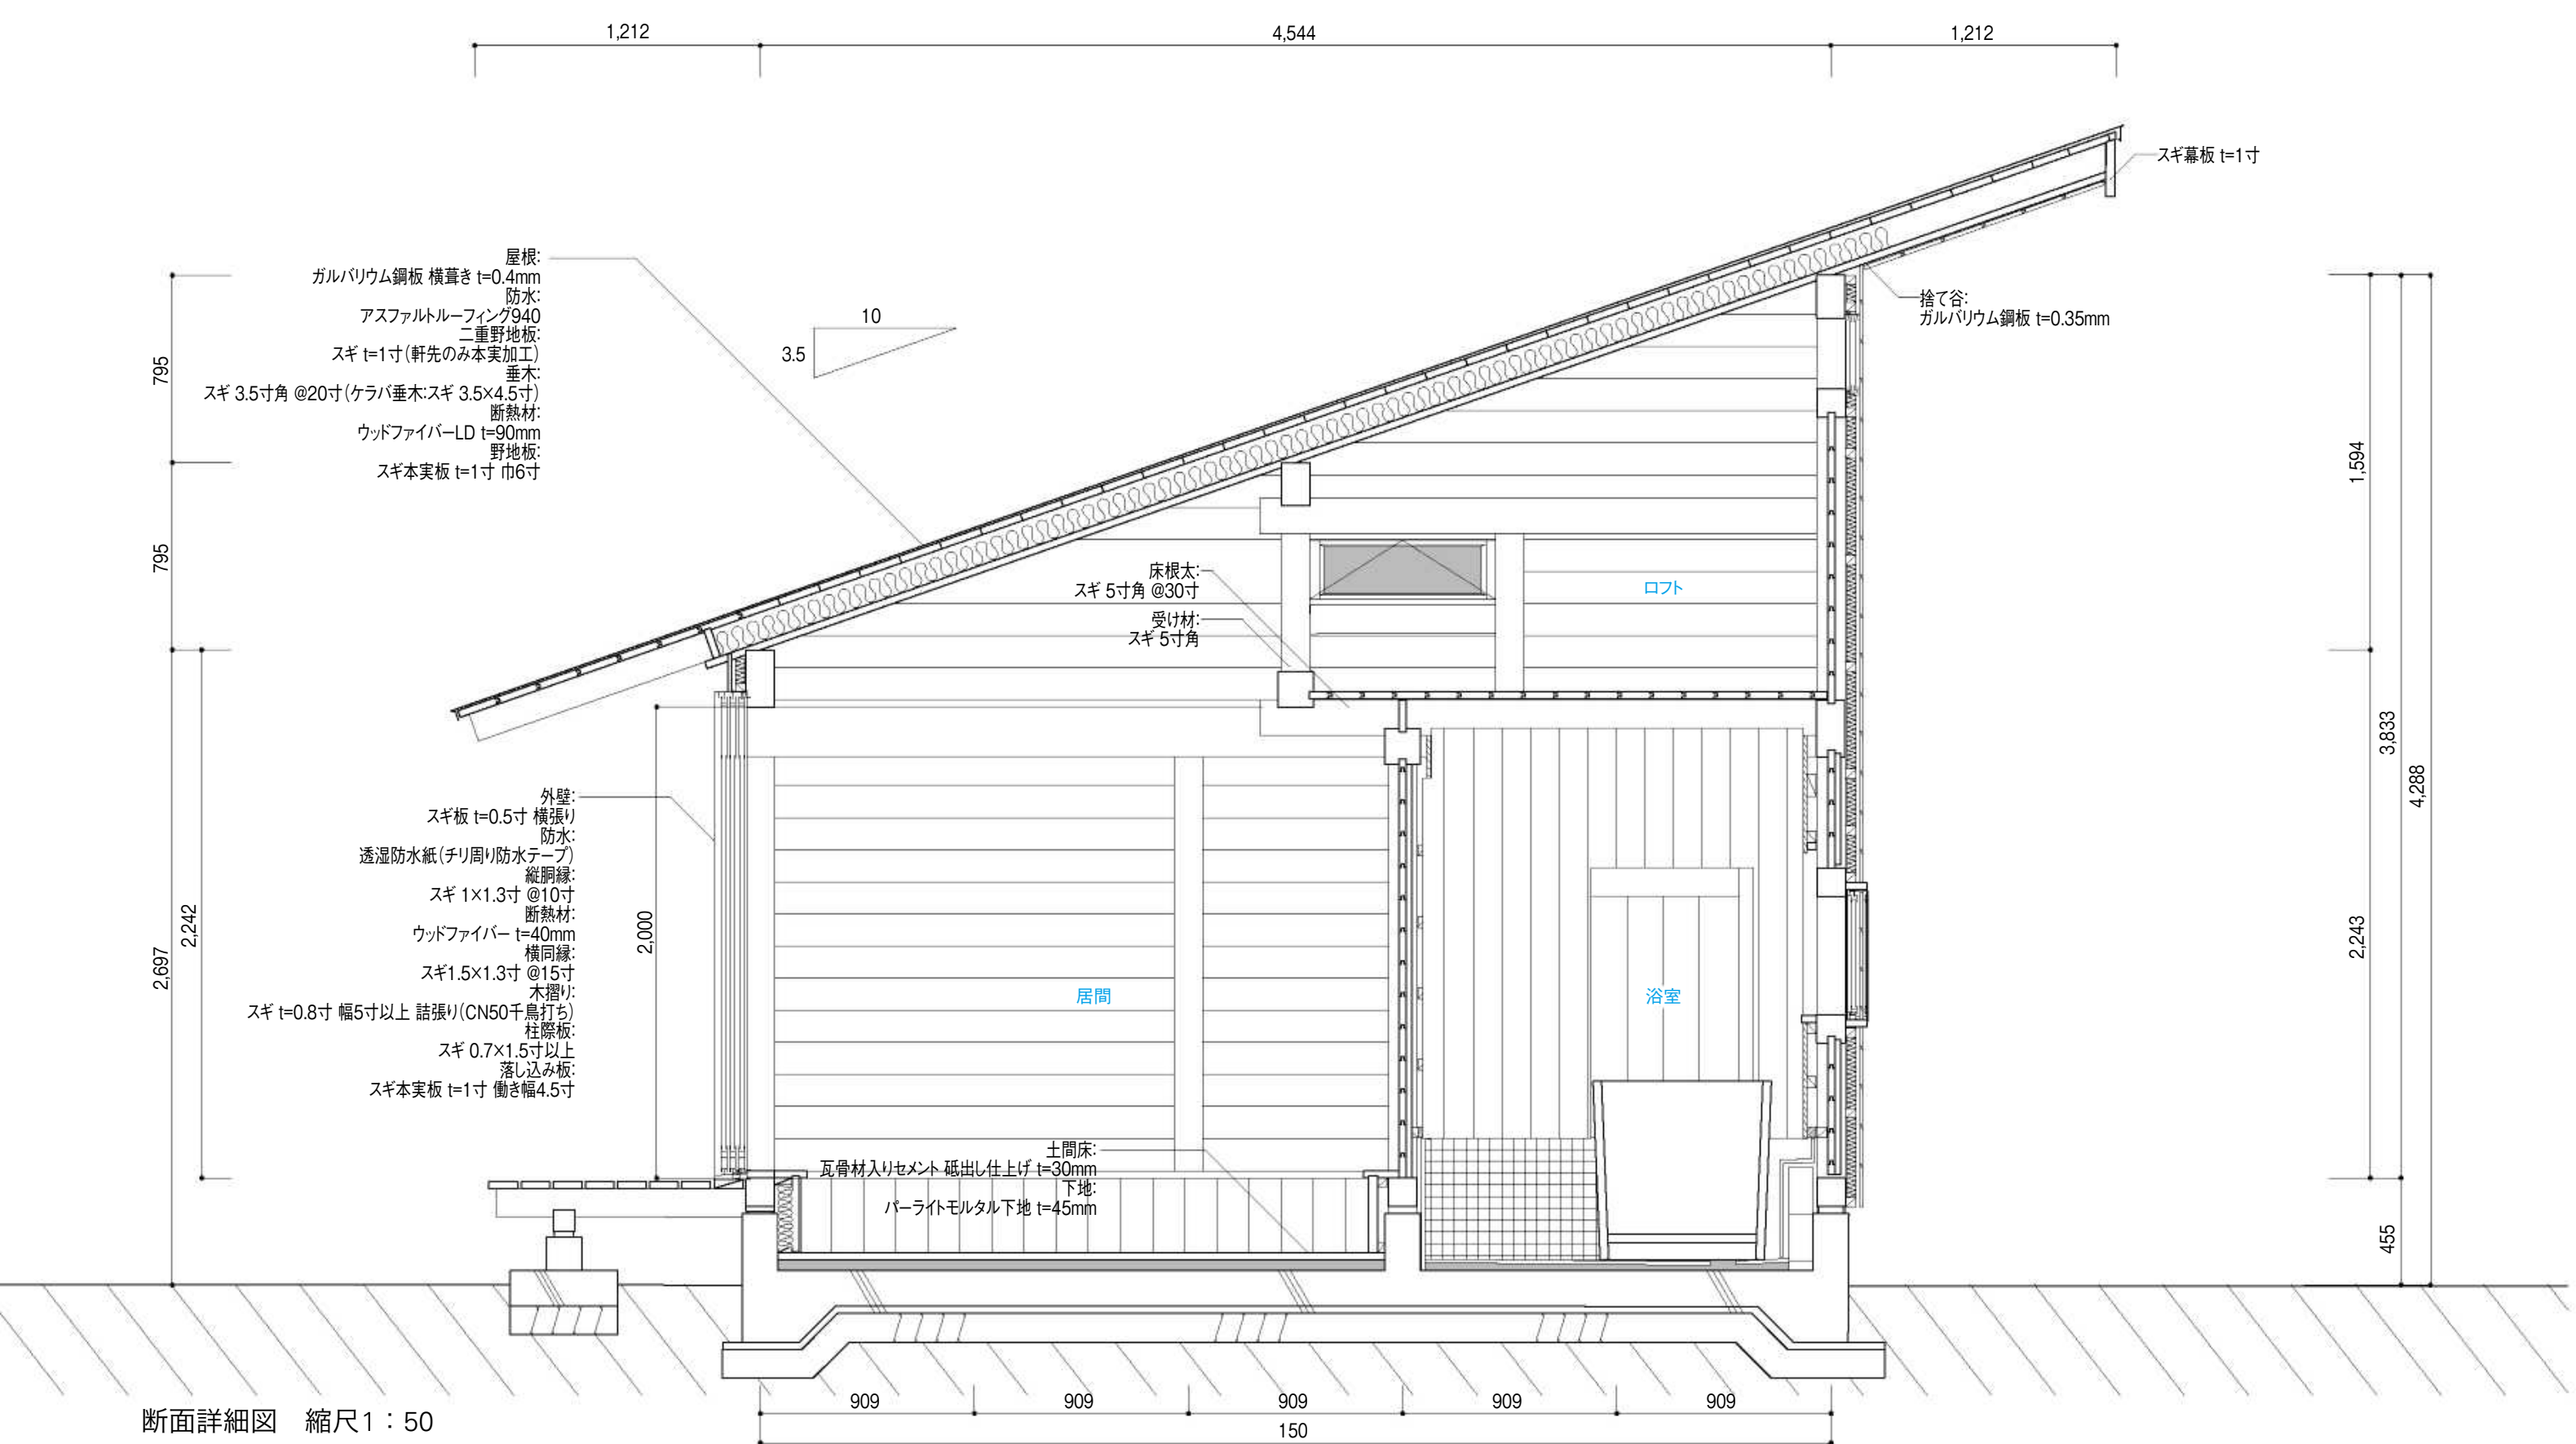 1,212
4,544
1,212
スギ幕板 t=1寸
屋根:
ガルバリウム鋼板 横葺き t=0.4mm
防水:
アスファルトルーフィング940
二重野地板:
スギ t=1寸(軒先のみ本実加工)
垂木:
スギ 3.5寸角 @20寸(ケラバ垂木:スギ 3.5×4.5寸)
断熱材:
ウッドファイバーLD t=90mm
野地板:
スギ本実板 t=1寸 巾6寸
10
3.5
捨て谷:
ガルバリウム鋼板 t=0.35mm
795
795
2,697
2,242
2,000
床根太:
スギ 5寸角 @30寸
受け材:
スギ 5寸角
ロフト
1,594
3,833
4,288
2,243
455
外壁:
スギ板 t=0.5寸 横張り
防水:
透湿防水紙(チリ周り防水テープ)
縦胴縁:
スギ 1×1.3寸 @10寸
断熱材:
ウッドファイバー t=40mm
横同縁:
スギ1.5×1.3寸 @15寸
木摺り:
スギ t=0.8寸 幅5寸以上 詰張り(CN50千鳥打ち)
柱際板:
スギ 0.7×1.5寸以上
落し込み板:
スギ本実板 t=1寸 働き幅4.5寸
居間
浴室
土間床:
瓦骨材入りセメント 砥出し仕上げ t=30mm
下地:
パーライトモルタル下地 t=45mm
909
909
909
909
909
150
断面詳細図 縮尺1:50